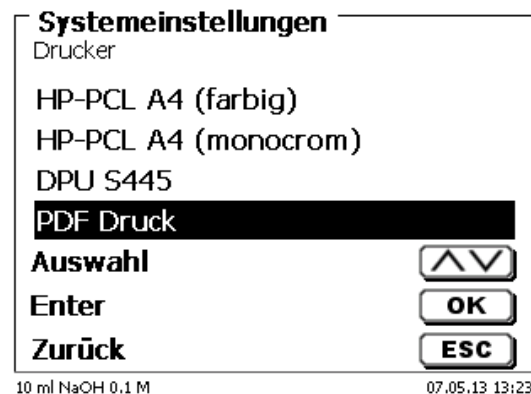 Systemeinstellungen
Drucker
HP-PCL A4 (farbig)
HP-PCL A4 (monocrom)
DPU S445
PDF Druck
Auswahl
Enter OK
Zurück ESC
10 ml NaOH 0.1 M 07.05.13 13:23